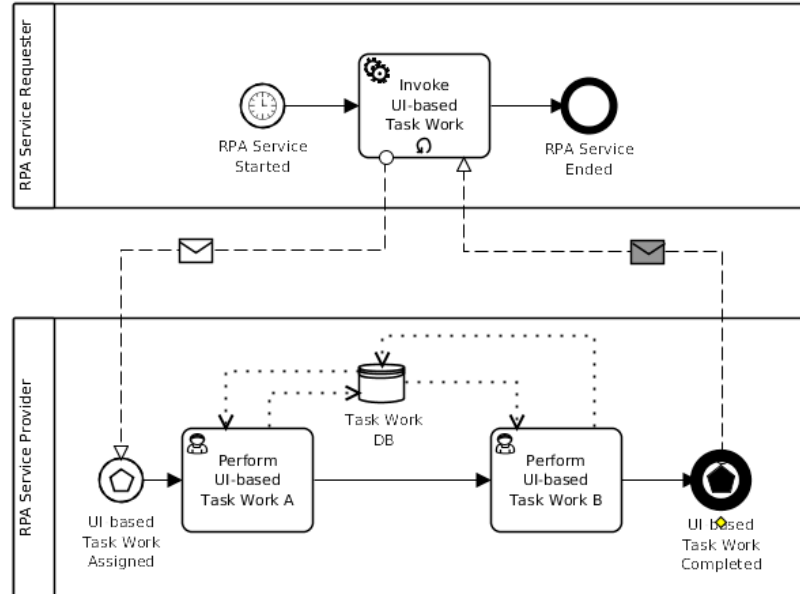 RPA Service Requester
Invoke
UI-based
Task Work
RPA Service
Started
RPA Service
Ended
RPA Service Provider
Task Work
DB
Perform
UI-based
Task Work A
Perform
UI-based
Task Work B
UI-based
Task Work
Assigned
UI-based
Task Work
Completed